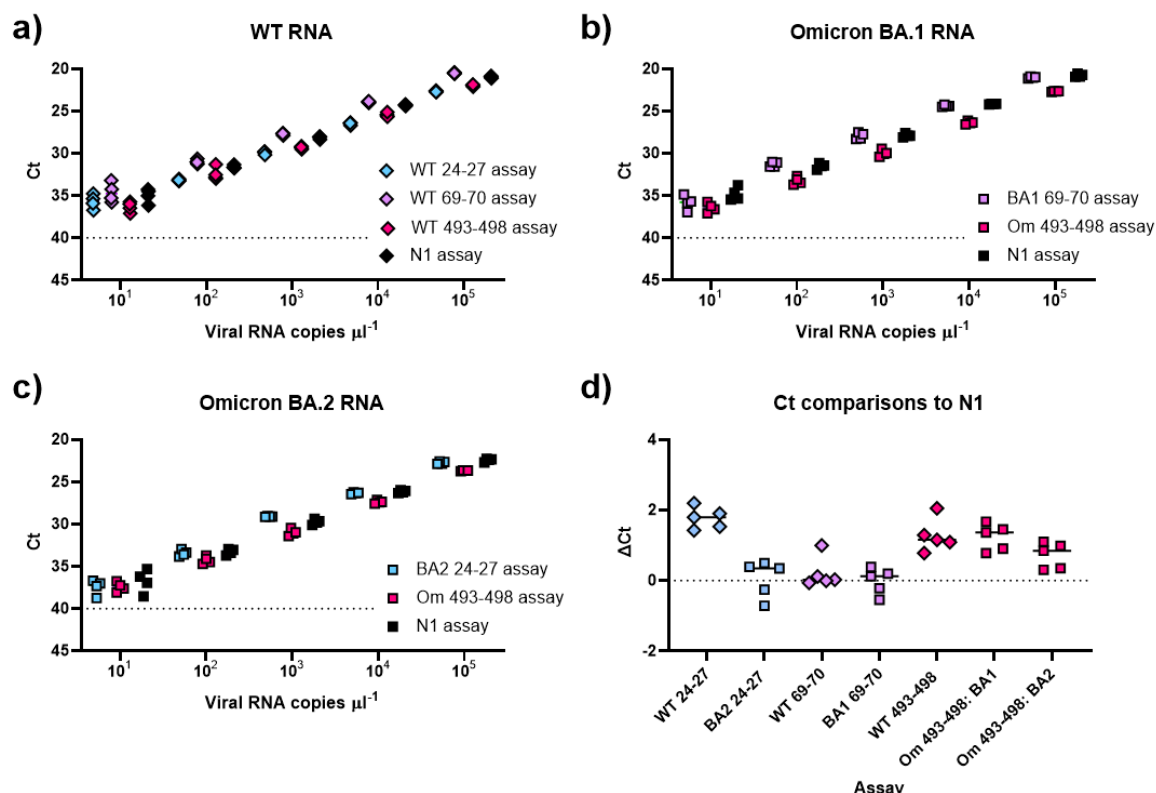 a)
WT RNA
20
25
30
35
40
45
Ct
10¹
10²
10³
10⁴
10⁵
Viral RNA copies μl⁻¹
WT 24-27 assay
WT 69-70 assay
WT 493-498 assay
N1 assay
b)
Omicron BA.1 RNA
20
25
30
35
40
45
Ct
10¹
10²
10³
10⁴
10⁵
Viral RNA copies μl⁻¹
BA1 69-70 assay
Om 493-498 assay
N1 assay
c)
Omicron BA.2 RNA
20
25
30
35
40
45
Ct
10¹
10²
10³
10⁴
10⁵
Viral RNA copies μl⁻¹
BA2 24-27 assay
Om 493-498 assay
N1 assay
d)
Ct comparisons to N1
4
2
0
-2
ΔCt
WT 24-27
BA2 24-27
WT 69-70
BA1 69-70
WT 493-498
Om 493-498: BA1
Om 493-498: BA2
Assay